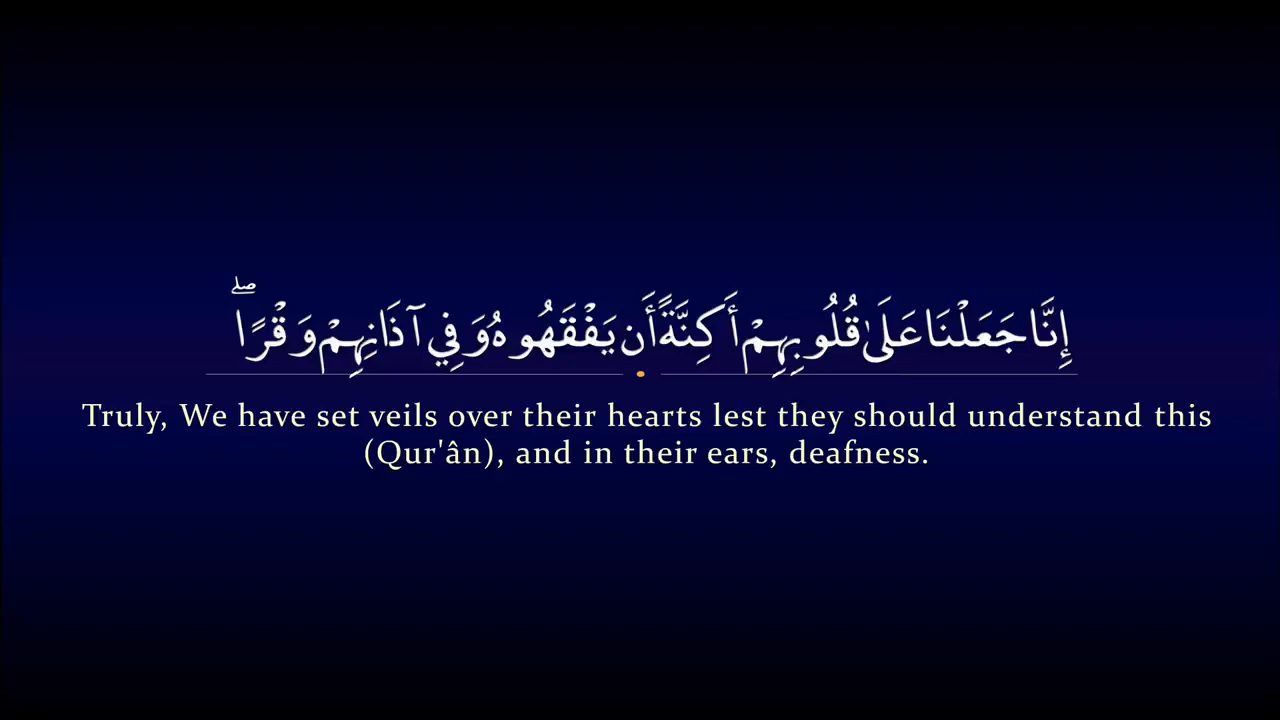 إِنَّا جَعَلْنَا عَلَىٰ قُلُوبِهِمْ أَكِنَّةً أَن يَفْقَهُوهُ وَفِي آذَانِهِمْ وَقْرًا ۖ
Truly, We have set veils over their hearts lest they should understand this
(Qur'ân), and in their ears, deafness.